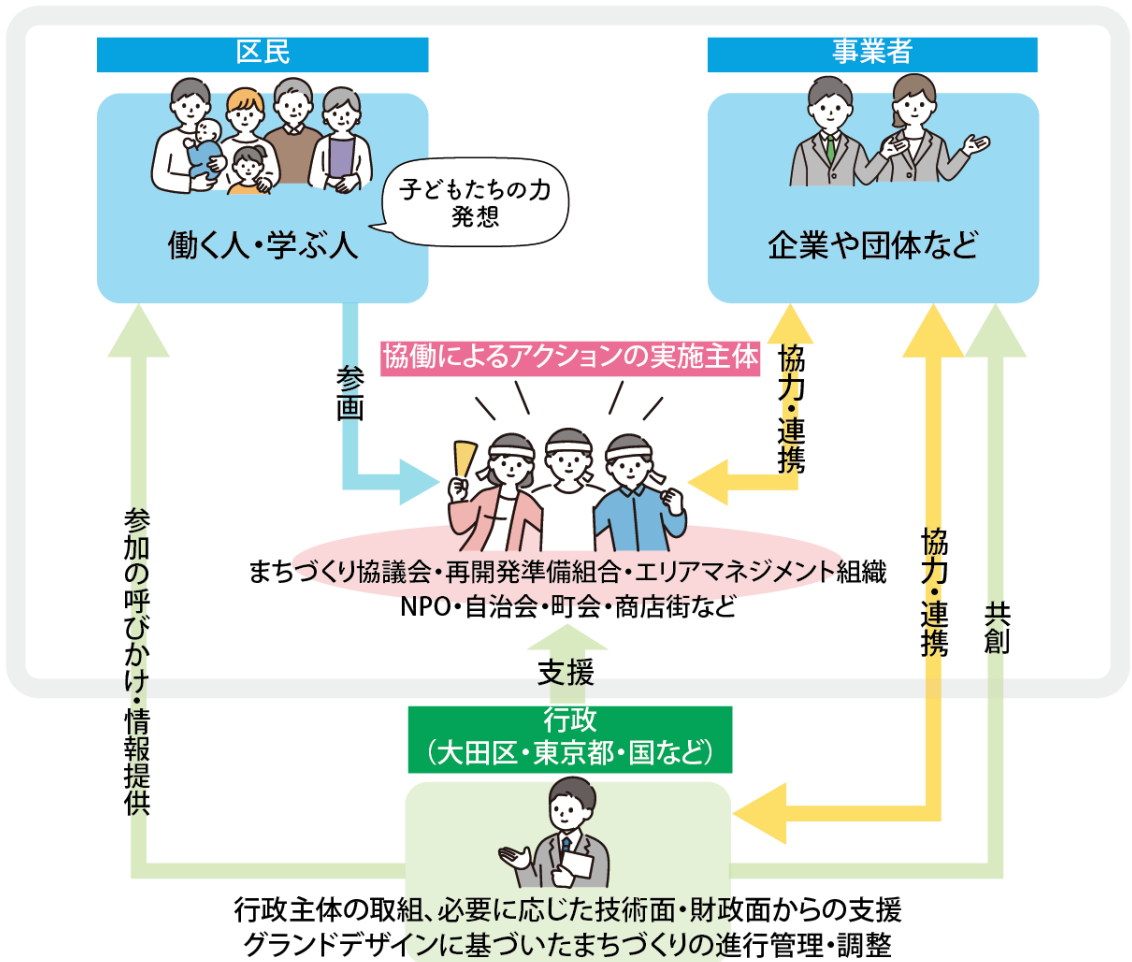 区民
事業者
子どもたちの力
発想
働く人・学ぶ人
企業や団体など
協働によるアクションの実施主体
参画
協力・連携
まちづくり協議会・再開発準備組合・エリアマネジメント組織
NPO・自治会・町会・商店街など
参加の呼びかけ・情報提供
協力・連携
共創
支援
行政
（大田区・東京都・国など）
行政主体の取組、必要に応じた技術面・財政面からの支援
グランドデザインに基づいたまちづくりの進行管理・調整